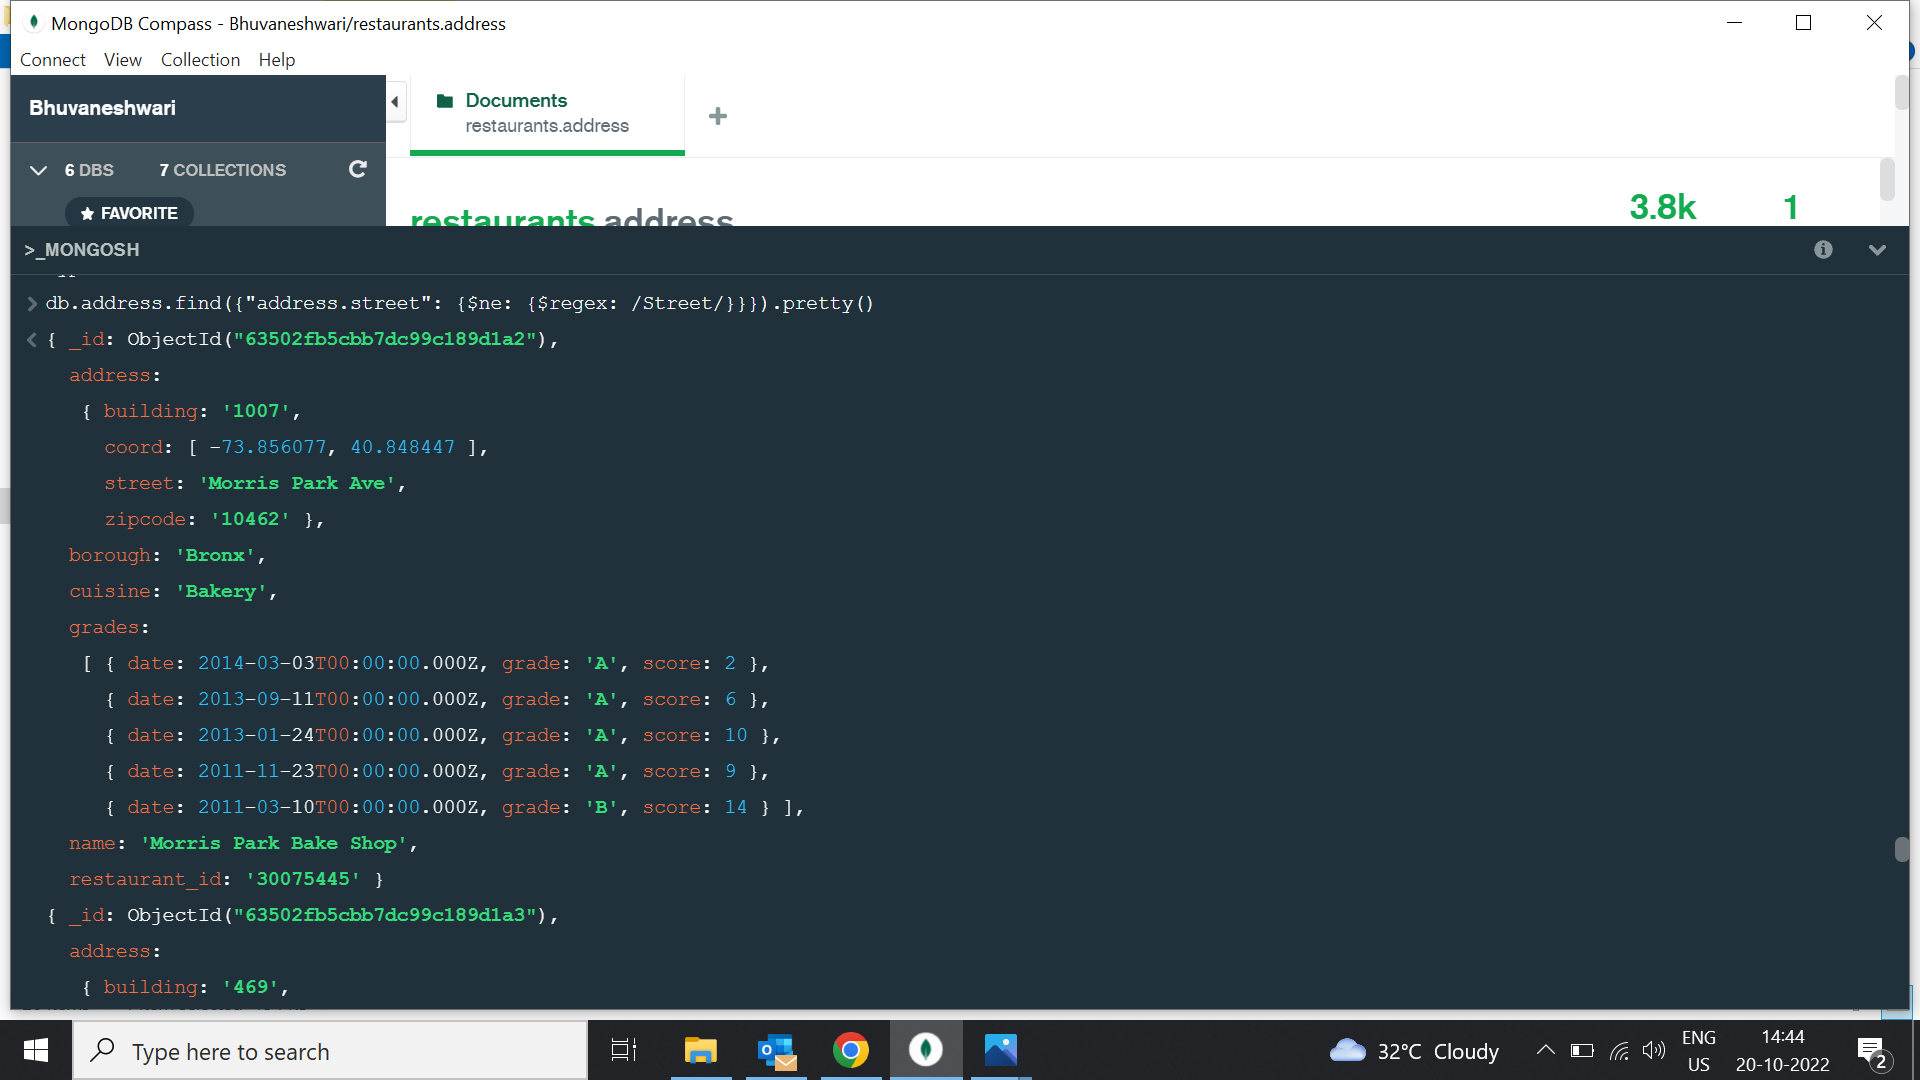 MongoDB Compass - Bhuvaneshwari/restaurants.address
Connect View Collection Help
Bhuvaneshwari
Documents
restaurants.address
6 DBS 7 COLLECTIONS
FAVORITE
restaurants.address
3.8k 1
>_MONGOSH
db.address.find({"address.street": {$ne: {$regex: /Street/}}}).pretty()
{ _id: ObjectId("63502fb5cbb7dc99c189d1a2"),
address:
{ building: '1007',
coord: [ -73.856077, 40.848447 ],
street: 'Morris Park Ave',
zipcode: '10462' },
borough: 'Bronx',
cuisine: 'Bakery',
grades:
[ { date: 2014-03-03T00:00:00.000Z, grade: 'A', score: 2 },
{ date: 2013-09-11T00:00:00.000Z, grade: 'A', score: 6 },
{ date: 2013-01-24T00:00:00.000Z, grade: 'A', score: 10 },
{ date: 2011-11-23T00:00:00.000Z, grade: 'A', score: 9 },
{ date: 2011-03-10T00:00:00.000Z, grade: 'B', score: 14 } ],
name: 'Morris Park Bake Shop',
restaurant_id: '30075445' }
{ _id: ObjectId("63502fb5cbb7dc99c189d1a3"),
address:
{ building: '469',
Type here to search
32°C Cloudy
ENG
US
14:44
20-10-2022
2